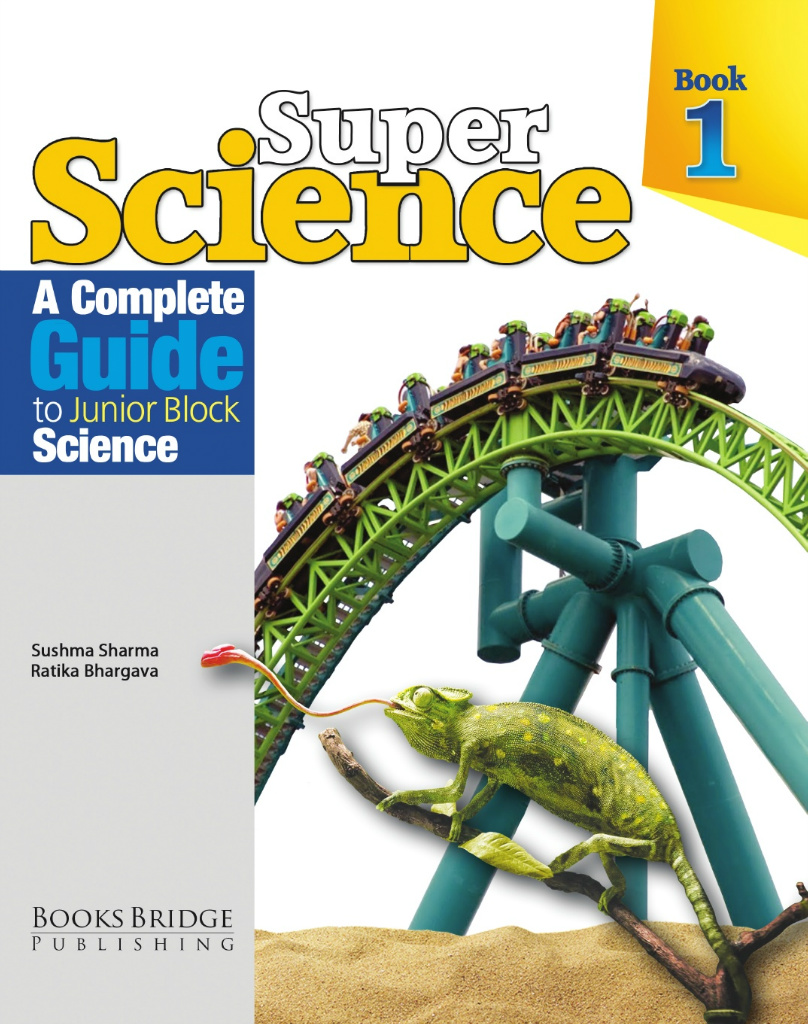 Book
1
Super
Science
A Complete
Guide
to Junior Block
Science
Sushma Sharma
Ratika Bhargava
BOOKS BRIDGE
PUBLISHING